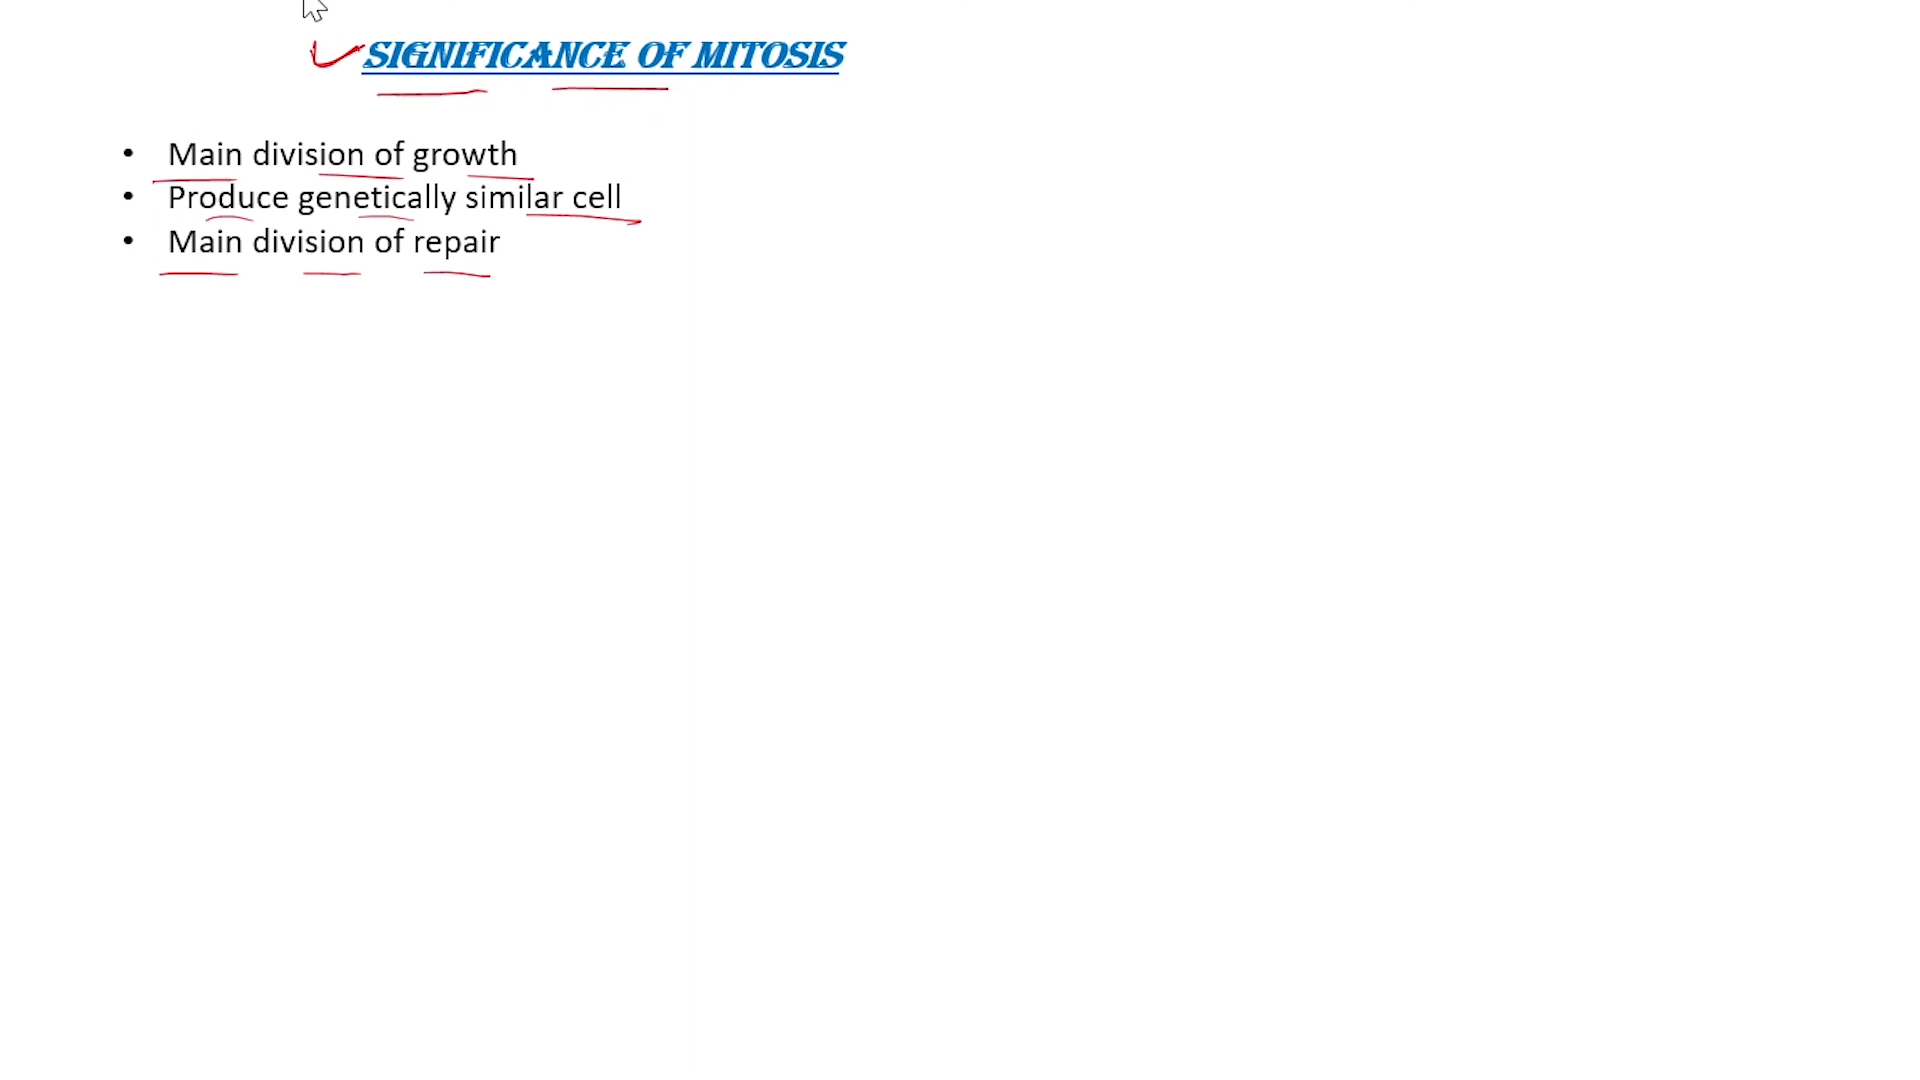 SIGNIFICANCE OF MITOSIS
• Main division of growth
• Produce genetically similar cell
• Main division of repair